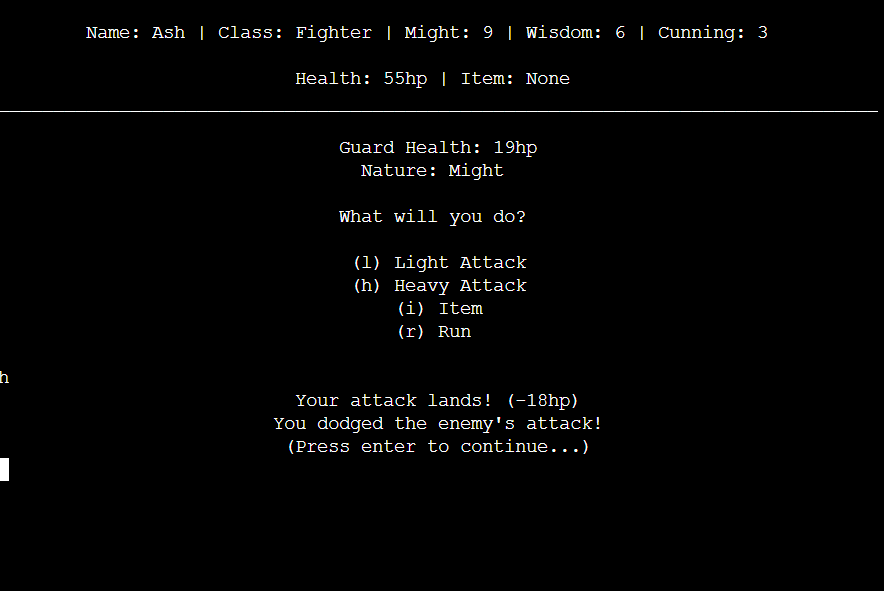 Name: Ash | Class: Fighter | Might: 9 | Wisdom: 6 | Cunning: 3
Health: 55hp | Item: None
Guard Health: 19hp
Nature: Might
What will you do?
(l) Light Attack
(h) Heavy Attack
(i) Item
(r) Run
h
Your attack lands! (-18hp)
You dodged the enemy's attack!
(Press enter to continue...)